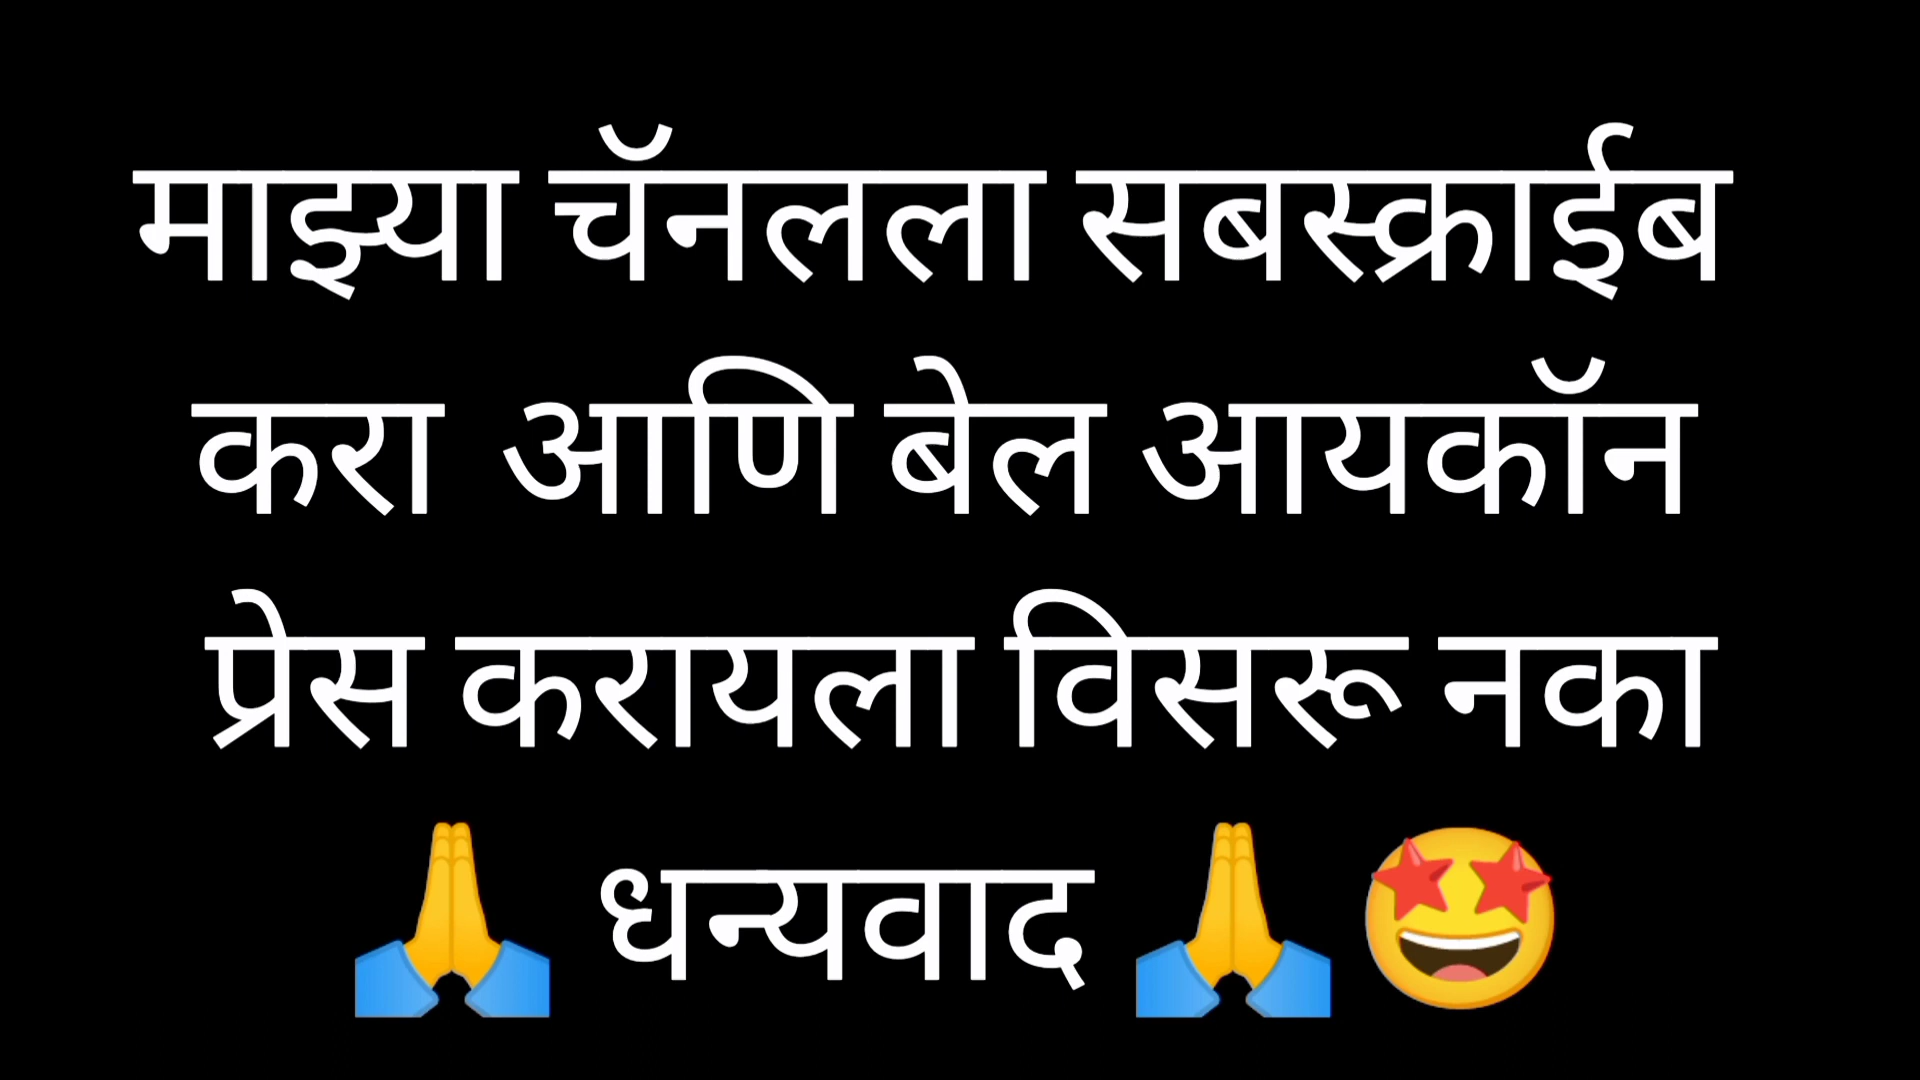 माझ्या चॅनलला सबस्क्राईब
करा आणि बेल आयकॉन
प्रेस करायला विसरू नका
🙏 धन्यवाद 🙏🤩